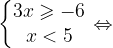 3x ⩾ −6
x < 5 ⇔